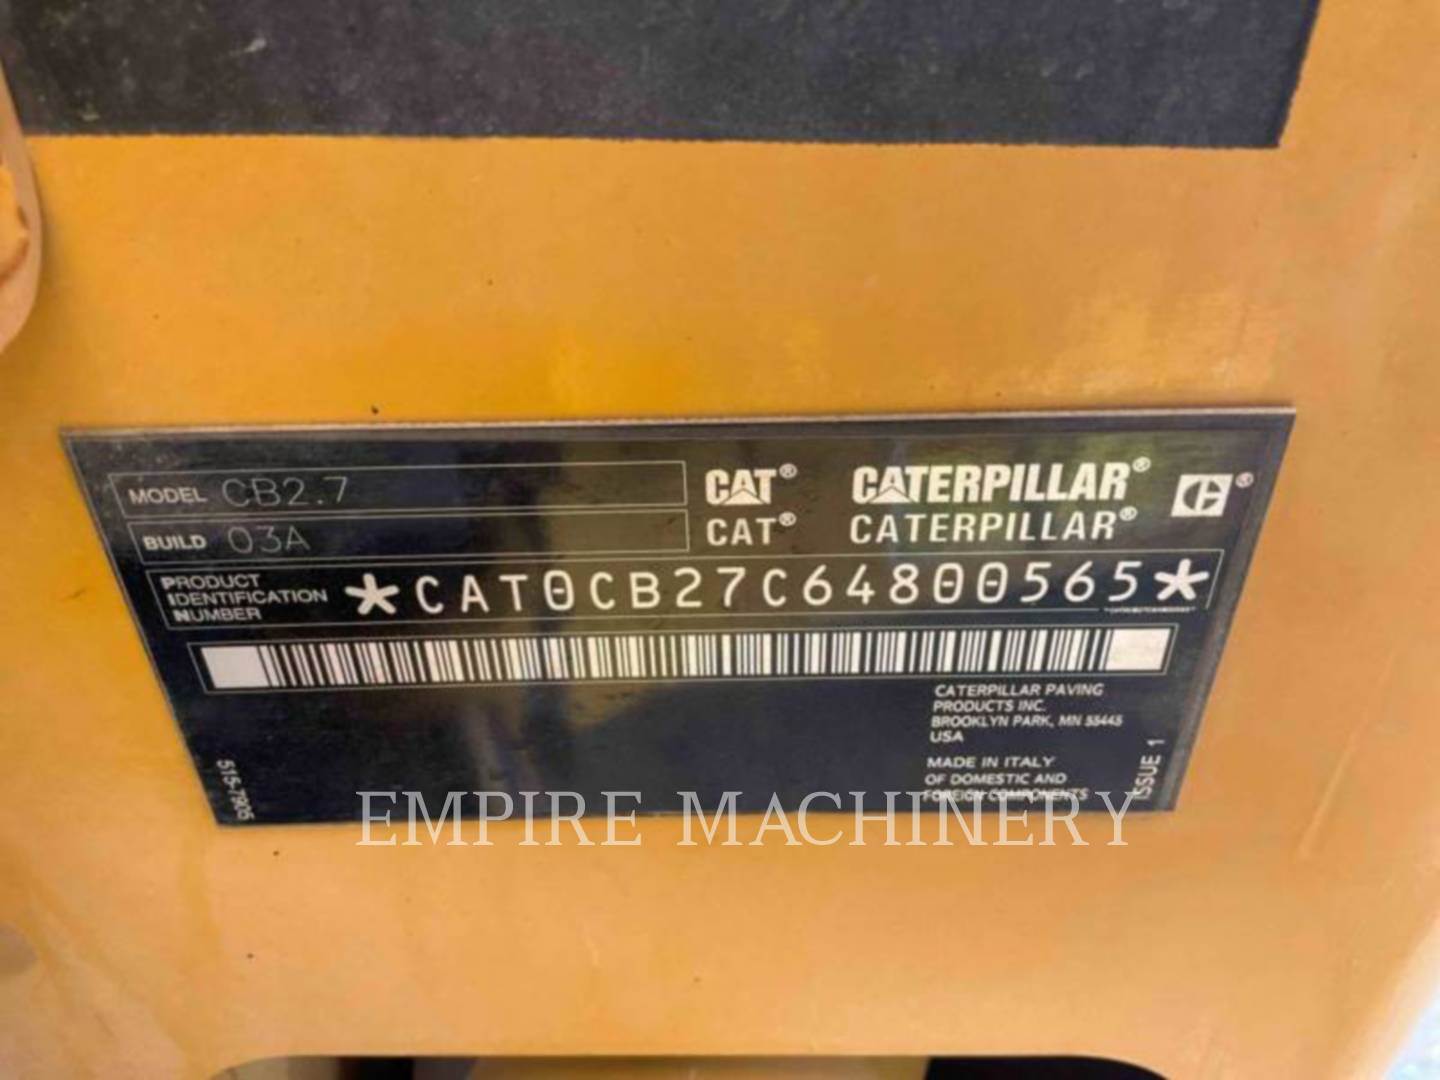 MODEL CB2.7
BUILD 03A
CAT® CATERPILLAR® ®
CAT® CATERPILLAR®
PRODUCT
IDENTIFICATION
NUMBER
*CAT0CB27C64800565*
CATERPILLAR PAVING
PRODUCTS INC.
BROOKLYN PARK, MN 55445
USA
MADE IN ITALY
OF DOMESTIC AND
FOREIGN COMPONENTS
515-7905
ISSUE 1
EMPIRE MACHINERY